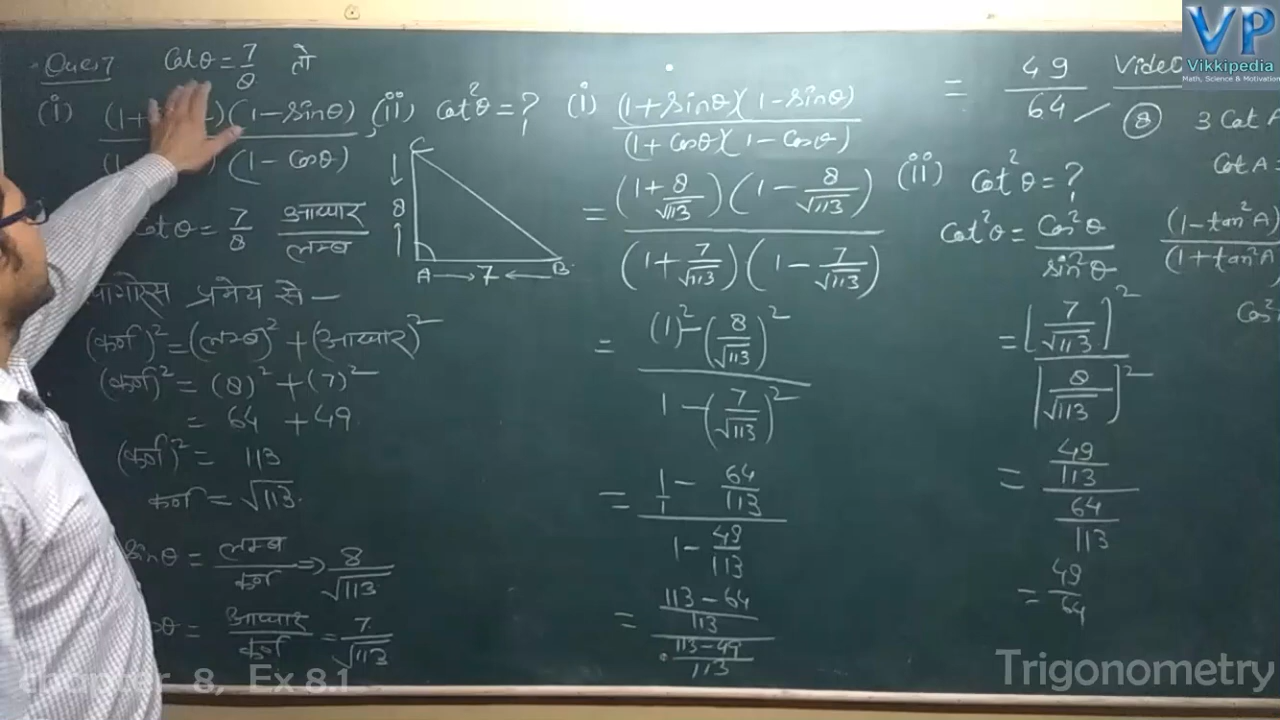 Que.7 Cotθ = 7/8 तो
(i) (1+ )(1-sinθ) / (1 )(1-Cosθ) , (ii) Cot²θ = ?
Cotθ = 7/8 आधार/लम्ब
C
8
A → 7 ← B
प्रमेय से –
(कर्ण)² = (लम्ब)² + (आधार)²
(कर्ण)² = (8)² + (7)²
= 64 + 49
(कर्ण)² = 113
कर्ण = √113
sinθ = लम्ब/कर्ण => 8/√113
θ = आधार/कर्ण = 7/√113
(i) (1+sinθ)(1-sinθ) / (1+Cosθ)(1-Cosθ)
= (1+8/√113)(1-8/√113) / (1+7/√113)(1-7/√113)
= (1)²-(8/√113)² / 1-(7/√113)²
= 1/1 - 64/113 / 1-49/113
= 113-64/113 / 113-49/113
= 49/64
(ii) Cot²θ = ?
Cot²θ = Cos²θ/sin²θ
= [7/√113]² / [8/√113]²
= 49/113 / 64/113
= 49/64
(8) 3 Cot A
Cot A =
(1-tan²A) / (1+tan²A)
VP
Vikkipedia
Math, Science & Motivation
Chapter 8, Ex 8.1
Trigonometry